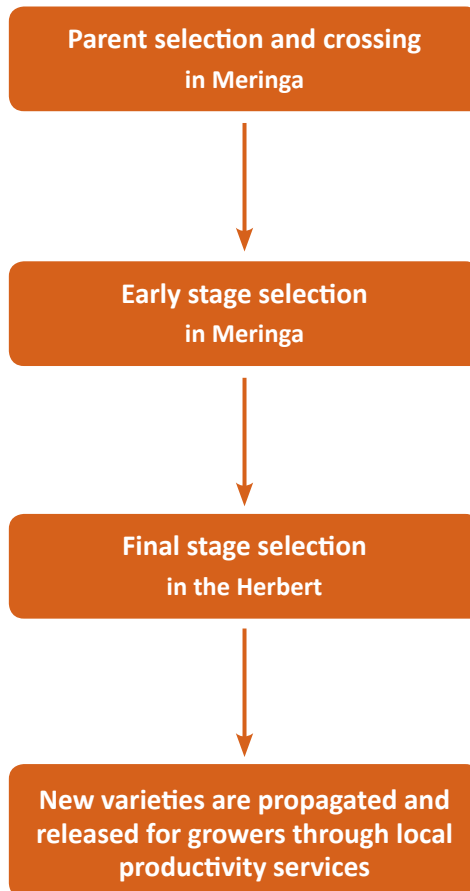 Parent selection and crossing
in Meringa
Early stage selection
in Meringa
Final stage selection
in the Herbert
New varieties are propagated and
released for growers through local
productivity services